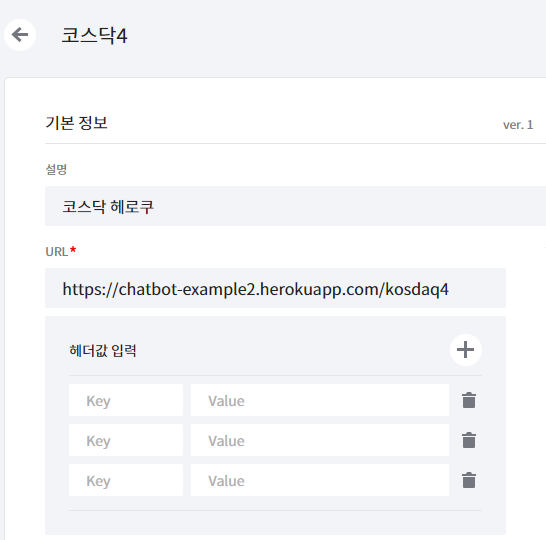 코스닥4
기본 정보
ver. 1
설명
코스닥 헤로쿠
URL*
https://chatbot-example2.herokuapp.com/kosdaq4
헤더값 입력
Key Value
Key Value
Key Value